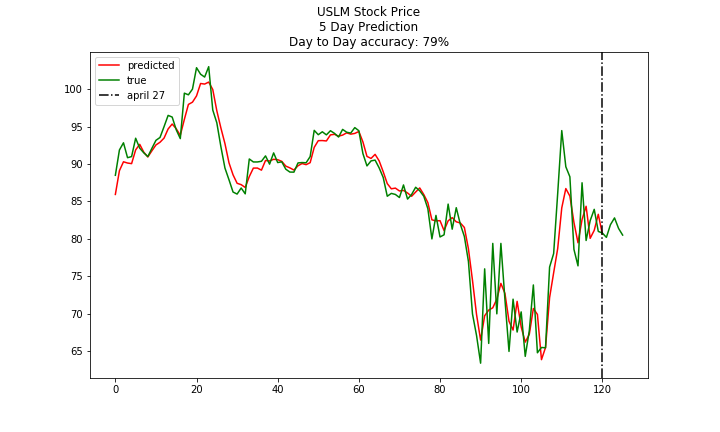 USLM Stock Price
5 Day Prediction
Day to Day accuracy: 79%
predicted
true
april 27
100
95
90
85
80
75
70
65
0
20
40
60
80
100
120